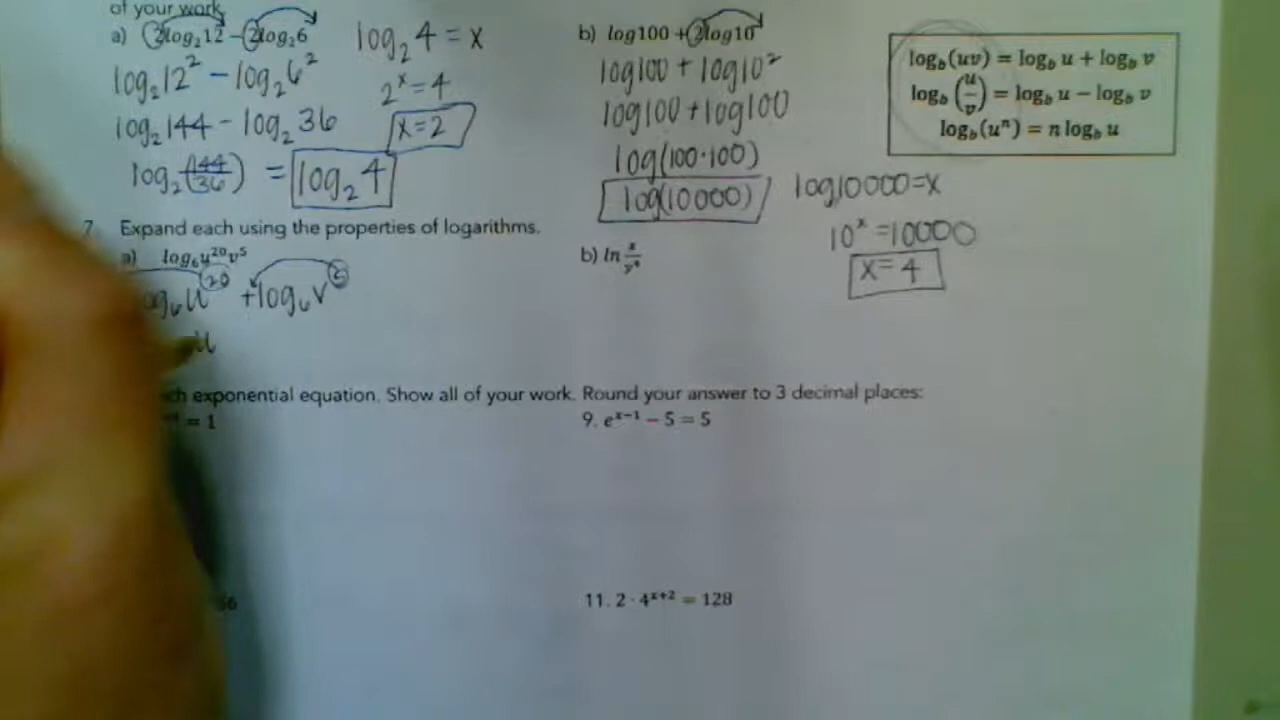 of your work.
a) 2log₂12 − 2log₂6
log₂12² − log₂6²
log₂144 − log₂36
log₂(144/36) = log₂4
log₂4 = x
2ˣ = 4
x = 2
b) log100 + 2log10
log100 + log10²
log100 + log100
log(100·100)
log(10000)
log10000 = x
10ˣ = 10000
x = 4
log_b(uv) = log_b u + log_b v
log_b(u/v) = log_b u − log_b v
log_b(uⁿ) = n log_b u
7. Expand each using the properties of logarithms.
a) log₆u²⁰v⁵
log₆u²⁰ + log₆v⁵
u
b) ln x/y⁴
exponential equation. Show all of your work. Round your answer to 3 decimal places:
= 1
9. eˣ⁻¹ − 5 = 5
11. 2 · 4ˣ⁺² = 128